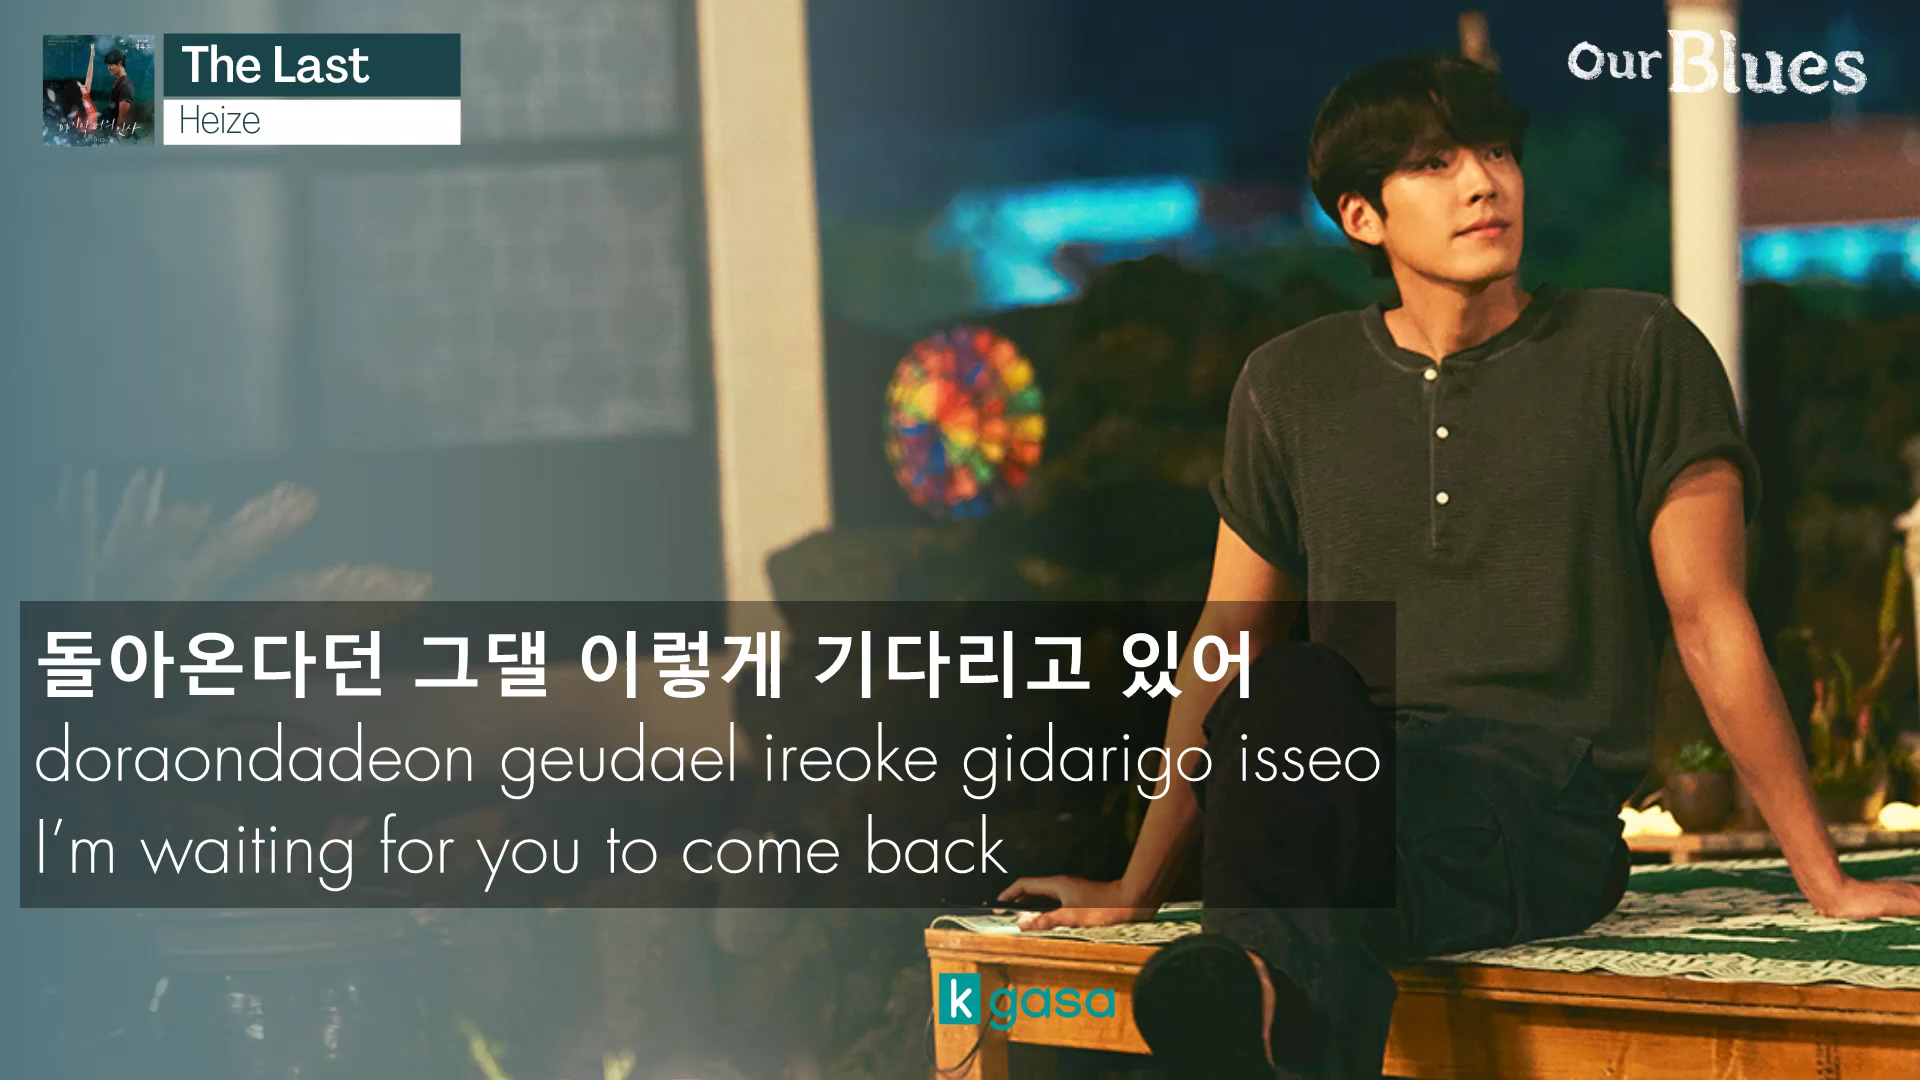 The Last
Heize
Our Blues
돌아온다던 그댈 이렇게 기다리고 있어
doraondadeon geudael ireoke gidarigo isseo
I'm waiting for you to come back
k gasa